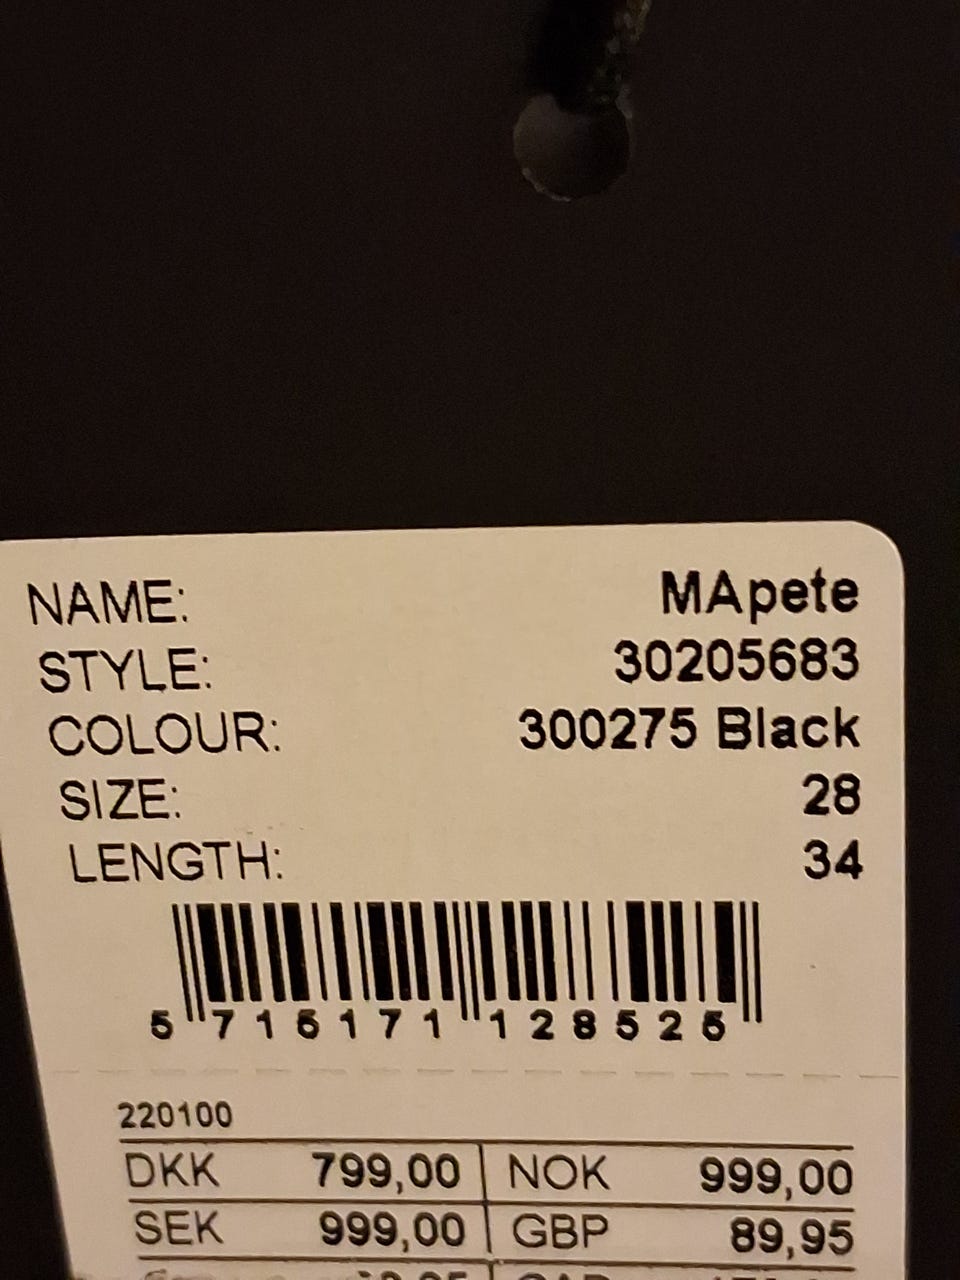 NAME: MApete
STYLE: 30205683
COLOUR: 300275 Black
SIZE: 28
LENGTH: 34
5 715171 128525
220100
DKK 799,00 NOK 999,00
SEK 999,00 GBP 89,95